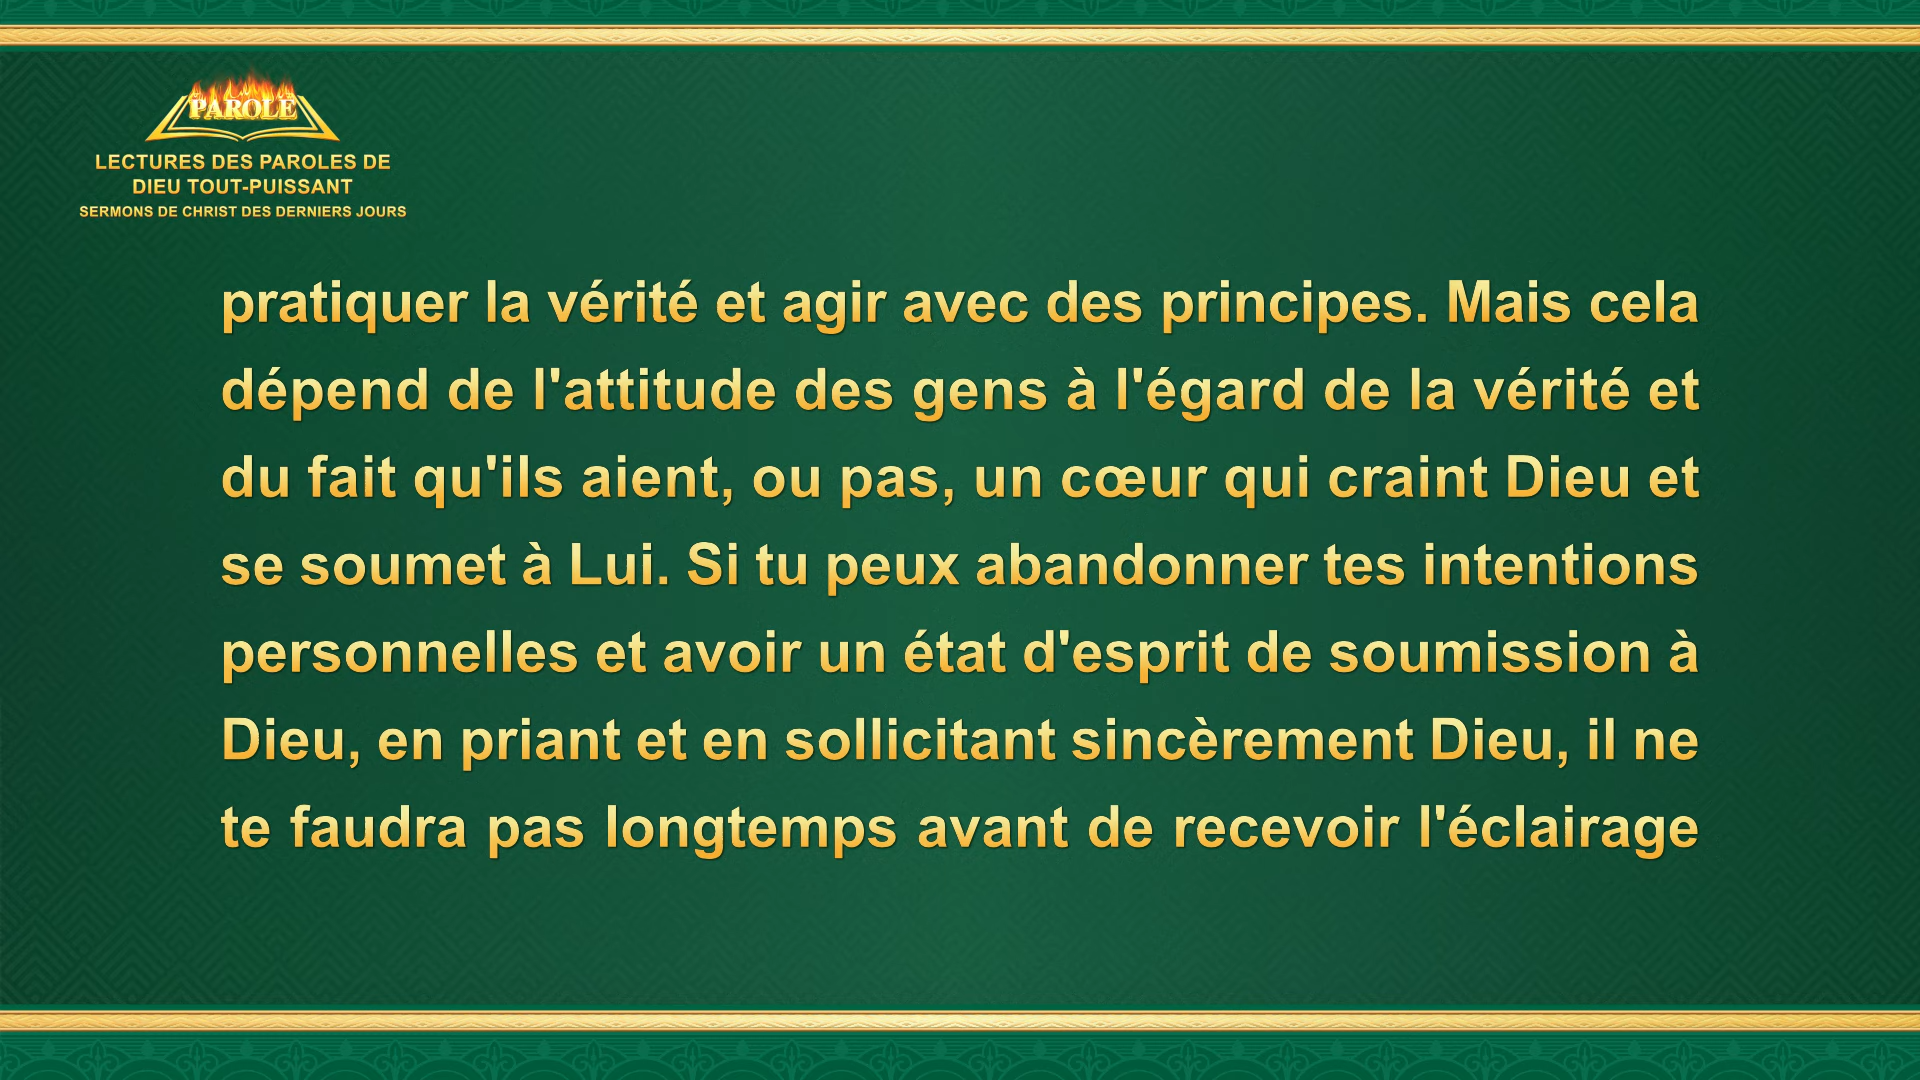 PAROLE
LECTURES DES PAROLES DE
DIEU TOUT-PUISSANT
SERMONS DE CHRIST DES DERNIERS JOURS
pratiquer la vérité et agir avec des principes. Mais cela
dépend de l'attitude des gens à l'égard de la vérité et
du fait qu'ils aient, ou pas, un cœur qui craint Dieu et
se soumet à Lui. Si tu peux abandonner tes intentions
personnelles et avoir un état d'esprit de soumission à
Dieu, en priant et en sollicitant sincèrement Dieu, il ne
te faudra pas longtemps avant de recevoir l'éclairage